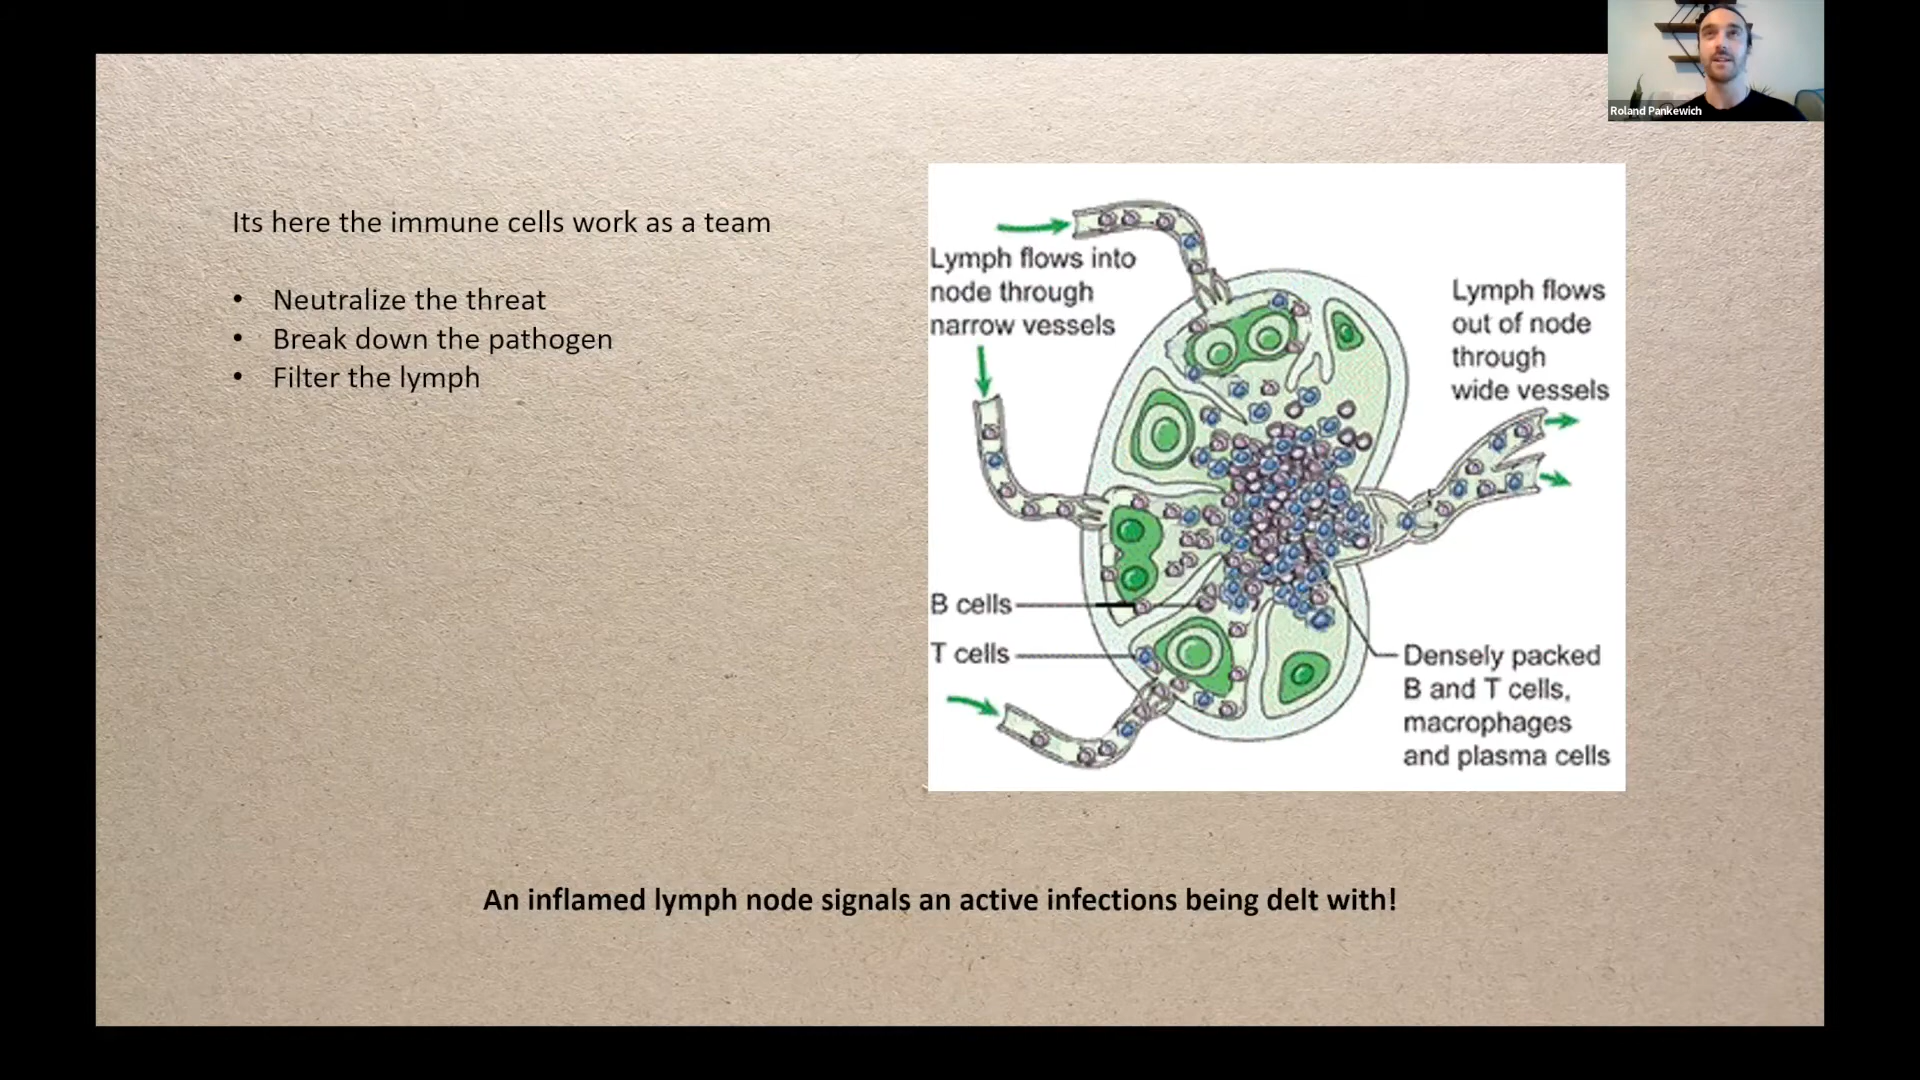 Roland Pankewich
Its here the immune cells work as a team
• Neutralize the threat
• Break down the pathogen
• Filter the lymph
Lymph flows into
node through
narrow vessels
Lymph flows
out of node
through
wide vessels
B cells
T cells
Densely packed
B and T cells,
macrophages
and plasma cells
An inflamed lymph node signals an active infections being delt with!